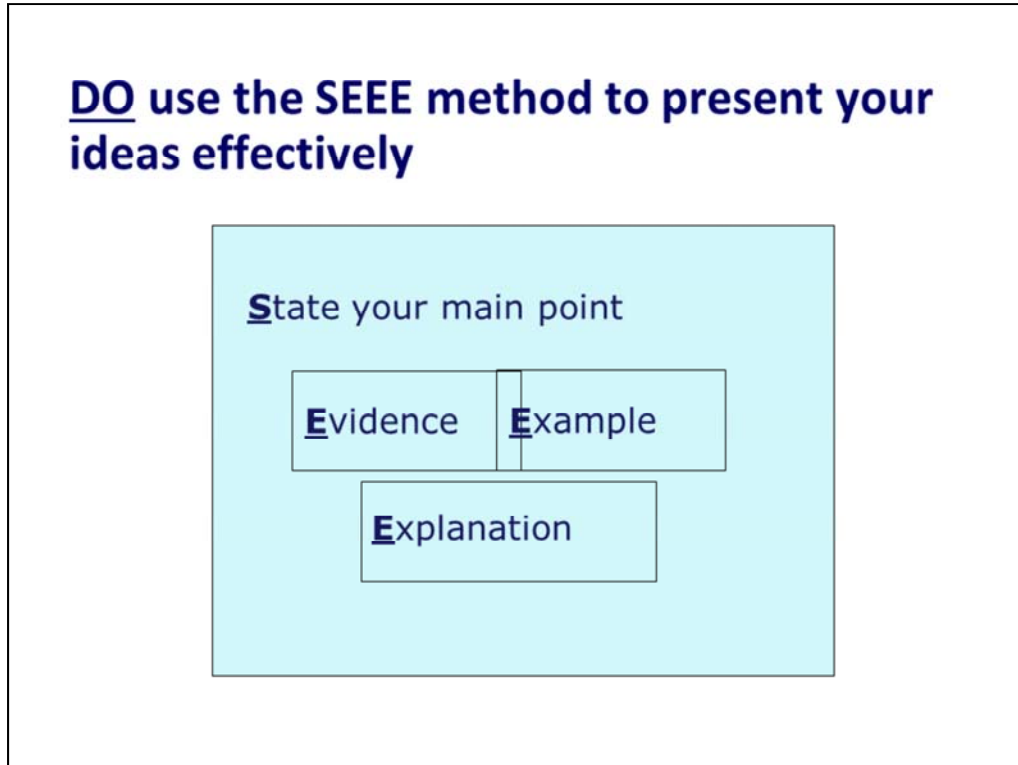 DO use the SEEE method to present your
ideas effectively
State your main point
Evidence Example
Explanation